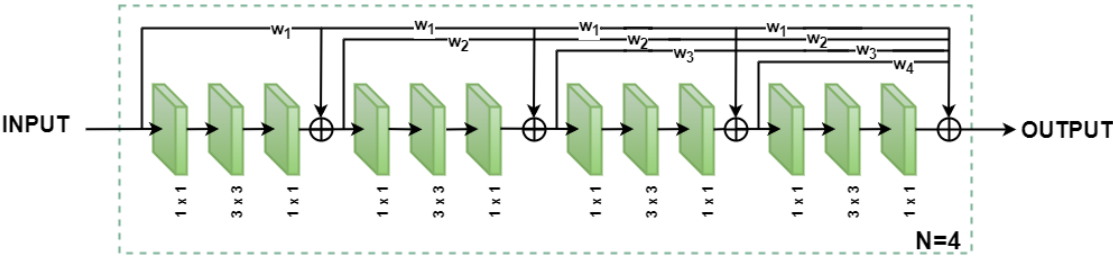 w1 w1 w1 w1
w2 w2 w2
w3 w3
w4
INPUT
OUTPUT
1 x 1 3 x 3 1 x 1 1 x 1 3 x 3 1 x 1 1 x 1 3 x 3 1 x 1 1 x 1 3 x 3 1 x 1
N=4